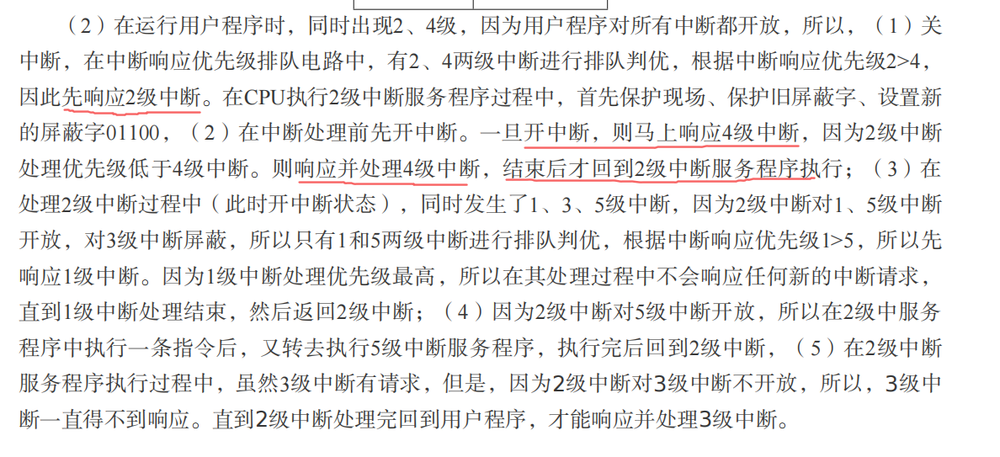 （2）在运行用户程序时，同时出现2、4级，因为用户程序对所有中断都开放，所以，（1）关
中断，在中断响应优先级排队电路中，有2、4两级中断进行排队判优，根据中断响应优先级2>4，
因此先响应2级中断。在CPU执行2级中断服务程序过程中，首先保护现场、保护旧屏蔽字、设置新
的屏蔽字01100，（2）在中断处理前先开中断。一旦开中断，则马上响应4级中断，因为2级中断
处理优先级低于4级中断。则响应并处理4级中断，结束后才回到2级中断服务程序执行；（3）在
处理2级中断过程中（此时开中断状态），同时发生了1、3、5级中断，因为2级中断对1、5级中断
开放，对3级中断屏蔽，所以只有1和5两级中断进行排队判优，根据中断响应优先级1>5，所以先
响应1级中断。因为1级中断处理优先级最高，所以在其处理过程中不会响应任何新的中断请求，
直到1级中断处理结束，然后返回2级中断；（4）因为2级中断对5级中断开放，所以在2级中服务
程序中执行一条指令后，又转去执行5级中断服务程序，执行完后回到2级中断，（5）在2级中断
服务程序执行过程中，虽然3级中断有请求，但是，因为2级中断对3级中断不开放，所以，3级中
断一直得不到响应。直到2级中断处理完回到用户程序，才能响应并处理3级中断。